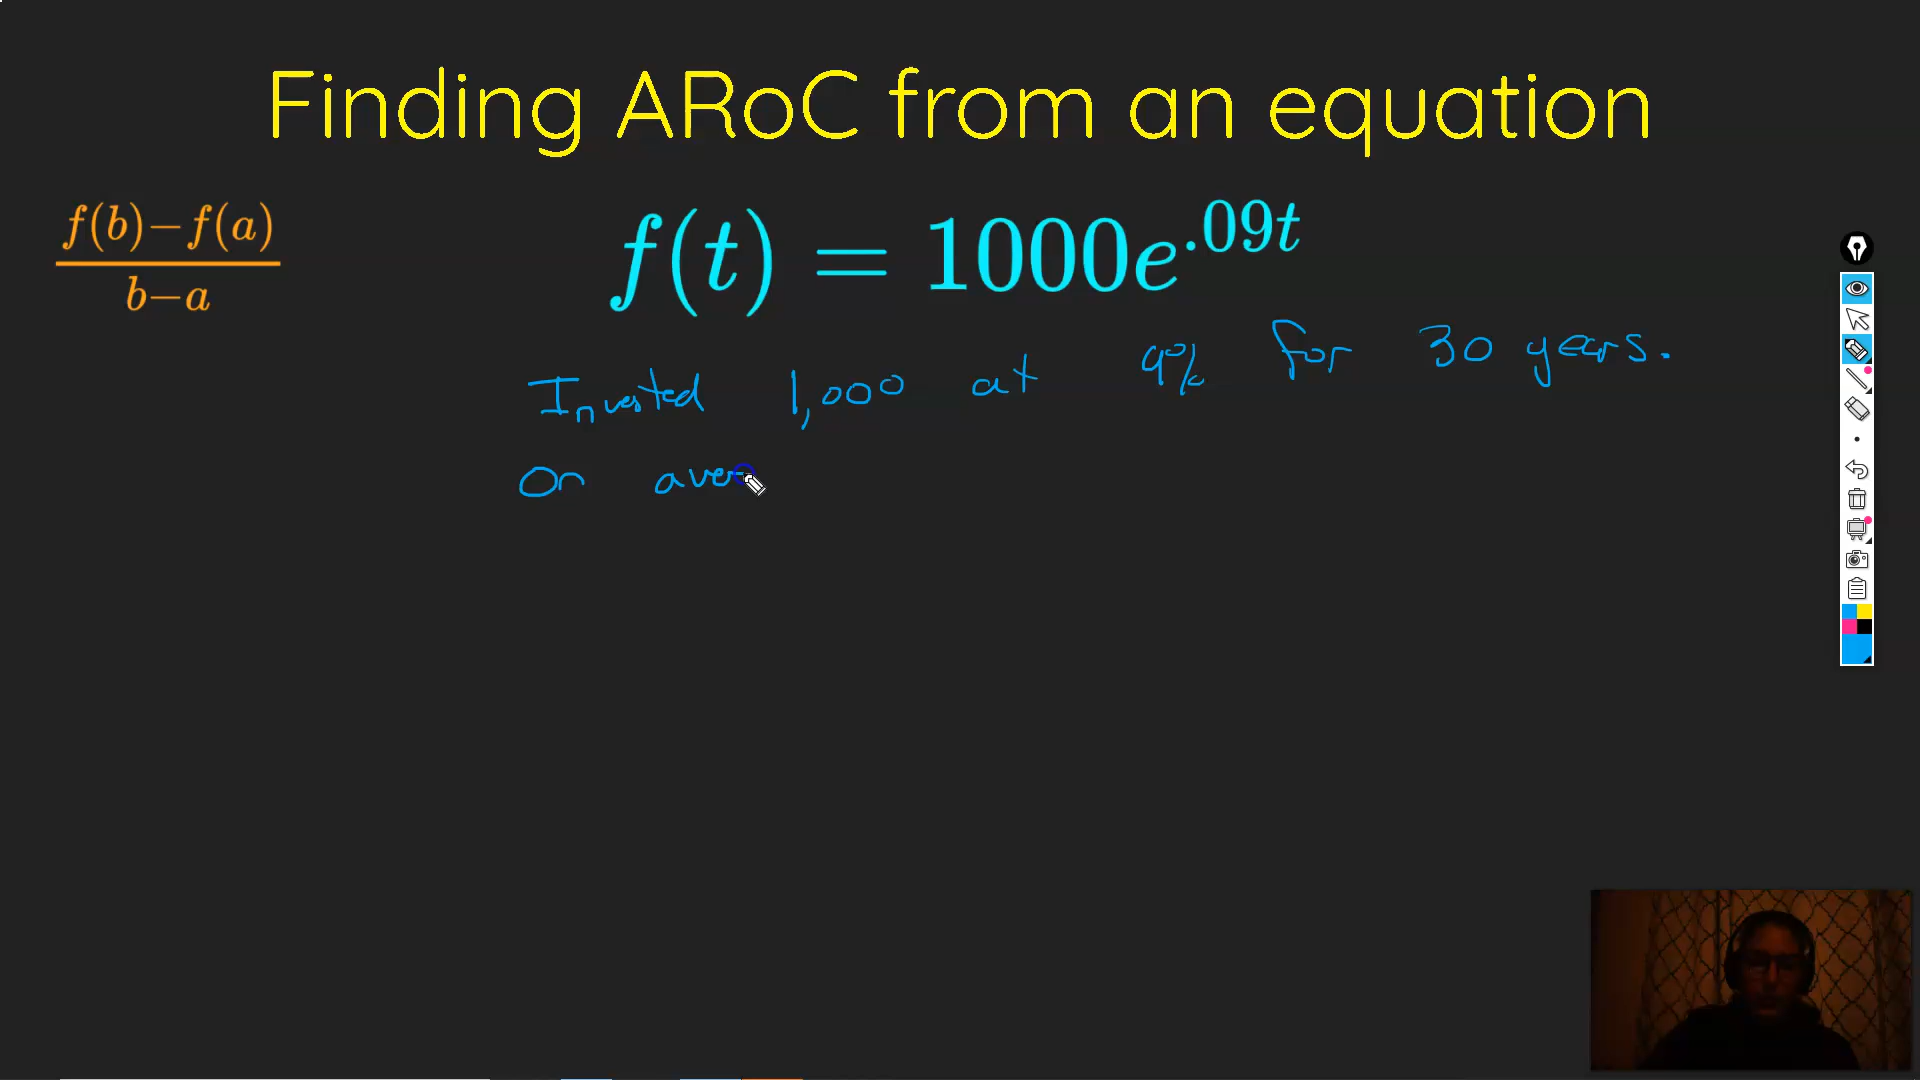 Finding ARoC from an equation
f(b)−f(a)
b−a
f(t) = 1000e^.09t
Invested 1,000 at 9% for 30 years.
On aver